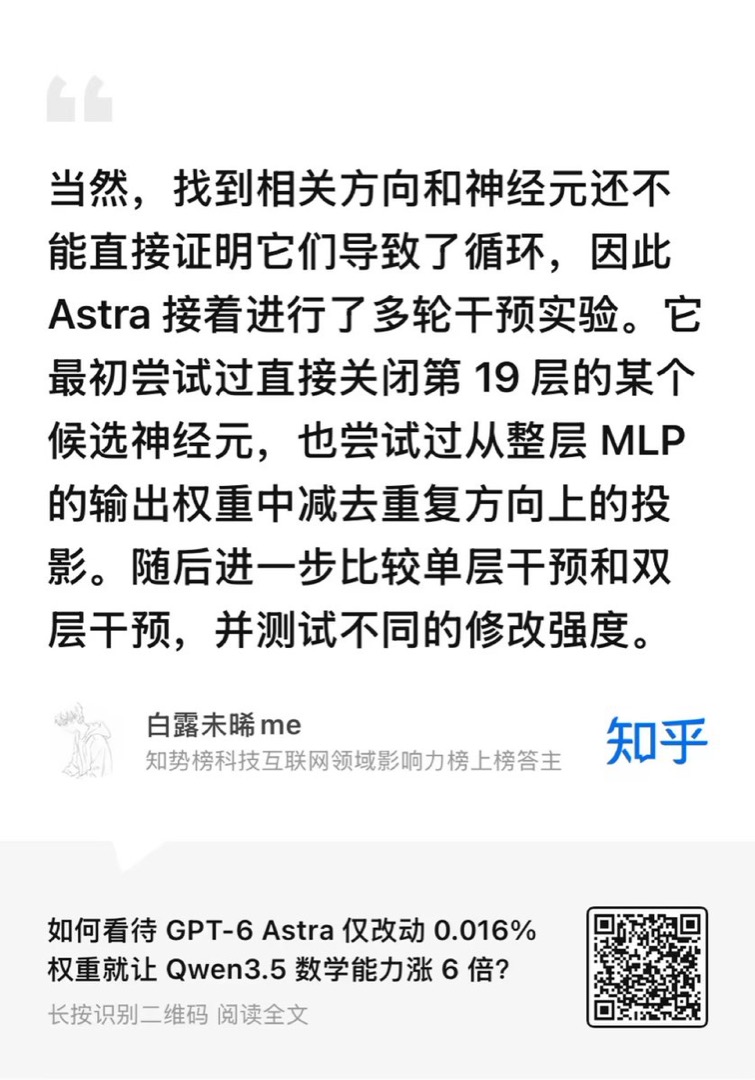 当然，找到相关方向和神经元还不
能直接证明它们导致了循环，因此
Astra 接着进行了多轮干预实验。它
最初尝试过直接关闭第 19 层的某个
候选神经元，也尝试过从整层 MLP
的输出权重中减去重复方向上的投
影。随后进一步比较单层干预和双
层干预，并测试不同的修改强度。
白露未晞me
知势榜科技互联网领域影响力榜上榜答主
知乎
如何看待 GPT-6 Astra 仅改动 0.016%
权重就让 Qwen3.5 数学能力涨 6 倍？
长按识别二维码 阅读全文